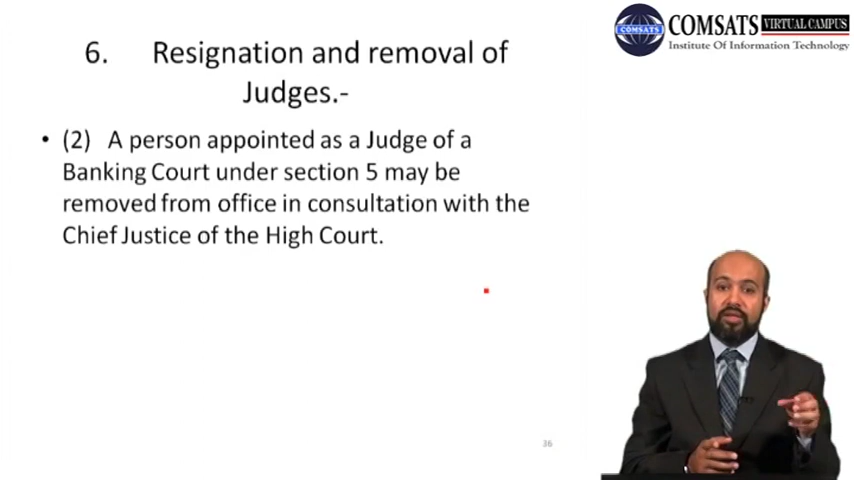 6. Resignation and removal of
Judges.-
• (2) A person appointed as a Judge of a
Banking Court under section 5 may be
removed from office in consultation with the
Chief Justice of the High Court.
36
COMSATS
COMSATS VIRTUAL CAMPUS
Institute Of Information Technology